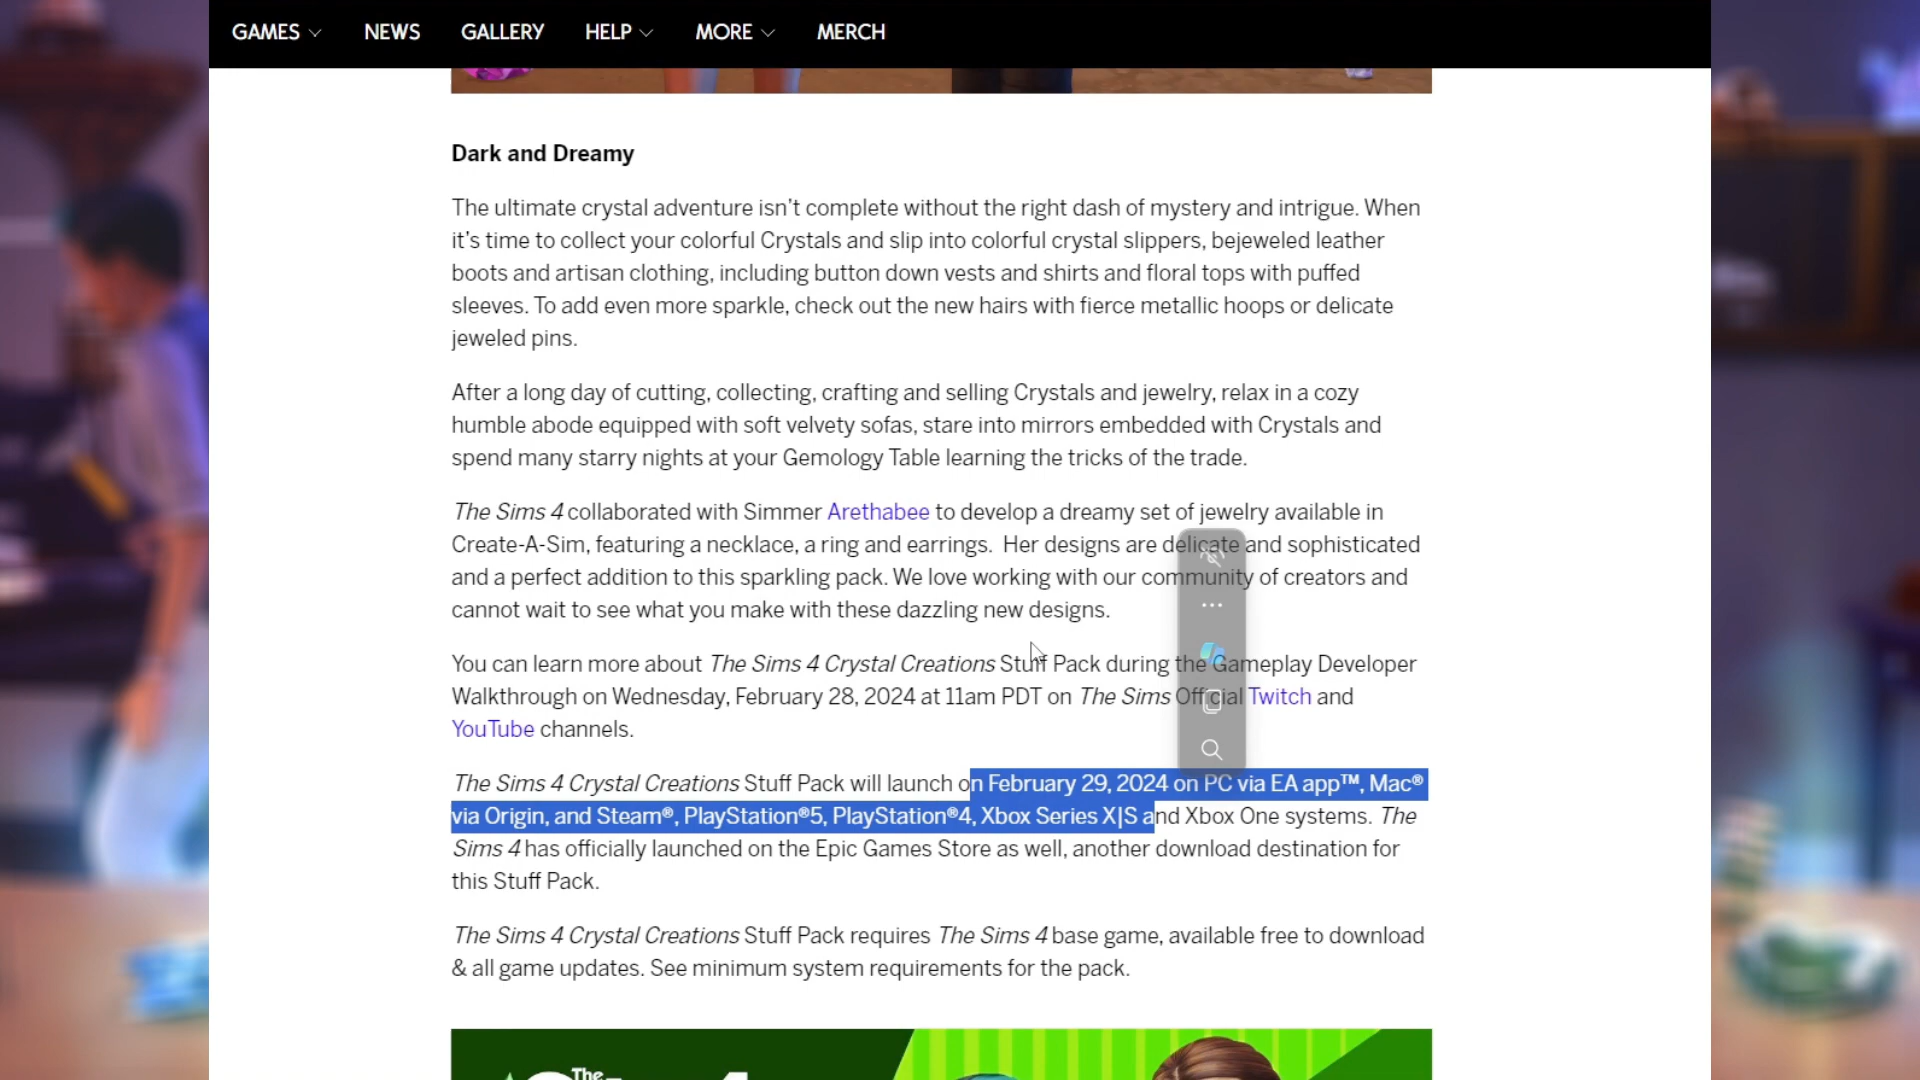 GAMES NEWS GALLERY HELP MORE MERCH
Dark and Dreamy
The ultimate crystal adventure isn't complete without the right dash of mystery and intrigue. When
it's time to collect your colorful Crystals and slip into colorful crystal slippers, bejeweled leather
boots and artisan clothing, including button down vests and shirts and floral tops with puffed
sleeves. To add even more sparkle, check out the new hairs with fierce metallic hoops or delicate
jeweled pins.
After a long day of cutting, collecting, crafting and selling Crystals and jewelry, relax in a cozy
humble abode equipped with soft velvety sofas, stare into mirrors embedded with Crystals and
spend many starry nights at your Gemology Table learning the tricks of the trade.
The Sims 4 collaborated with Simmer Arethabee to develop a dreamy set of jewelry available in
Create-A-Sim, featuring a necklace, a ring and earrings. Her designs are delicate and sophisticated
and a perfect addition to this sparkling pack. We love working with our community of creators and
cannot wait to see what you make with these dazzling new designs.
You can learn more about The Sims 4 Crystal Creations Stuff Pack during the Gameplay Developer
Walkthrough on Wednesday, February 28, 2024 at 11am PDT on The Sims Official Twitch and
YouTube channels.
The Sims 4 Crystal Creations Stuff Pack will launch on February 29, 2024 on PC via EA app™, Mac®
via Origin, and Steam®, PlayStation®5, PlayStation®4, Xbox Series X|S and Xbox One systems. The
Sims 4 has officially launched on the Epic Games Store as well, another download destination for
this Stuff Pack.
The Sims 4 Crystal Creations Stuff Pack requires The Sims 4 base game, available free to download
& all game updates. See minimum system requirements for the pack.
The